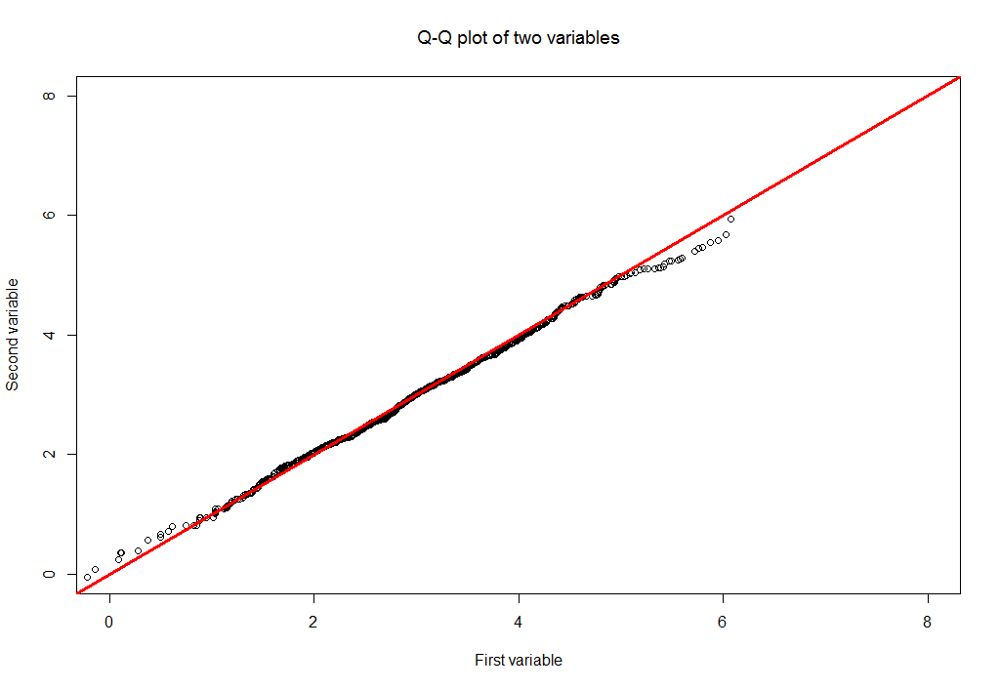 Q-Q plot of two variables
8
6
4
2
0
Second variable
0 2 4 6 8
First variable